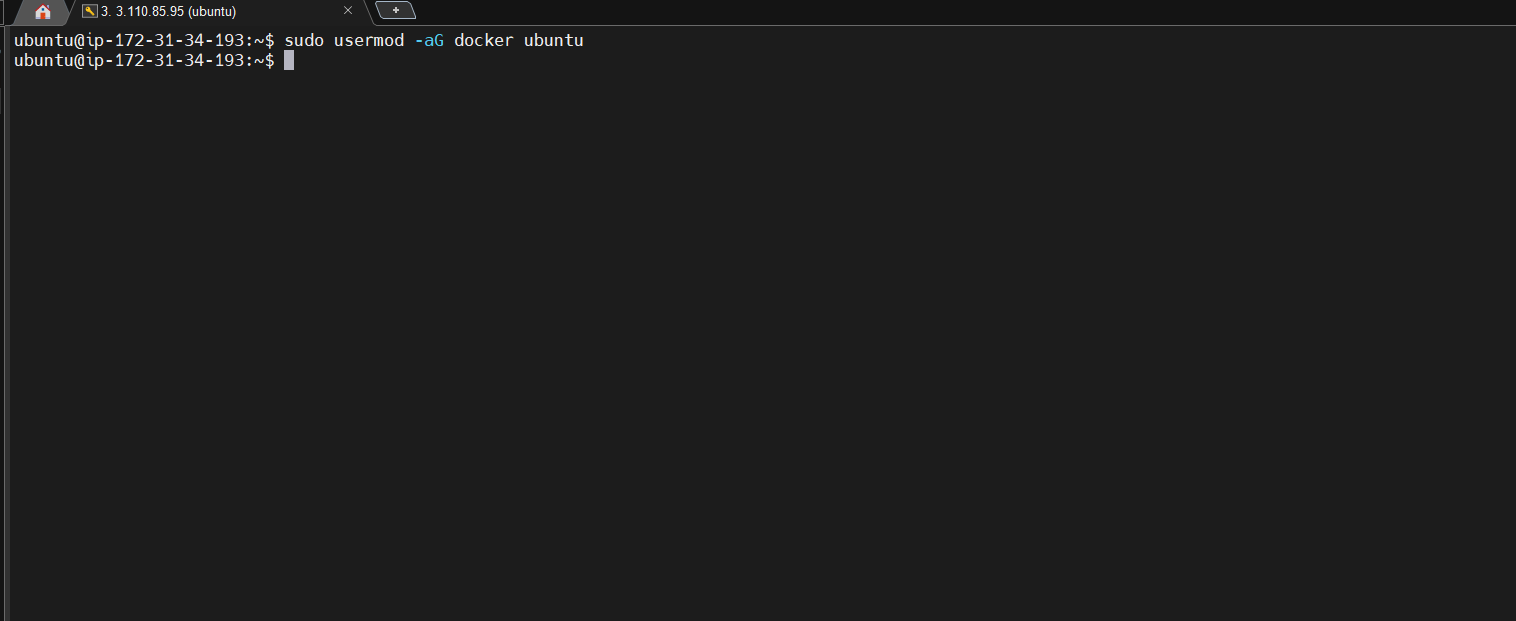 3. 3.110.85.95 (ubuntu)
ubuntu@ip-172-31-34-193:~$ sudo usermod -aG docker ubuntu
ubuntu@ip-172-31-34-193:~$